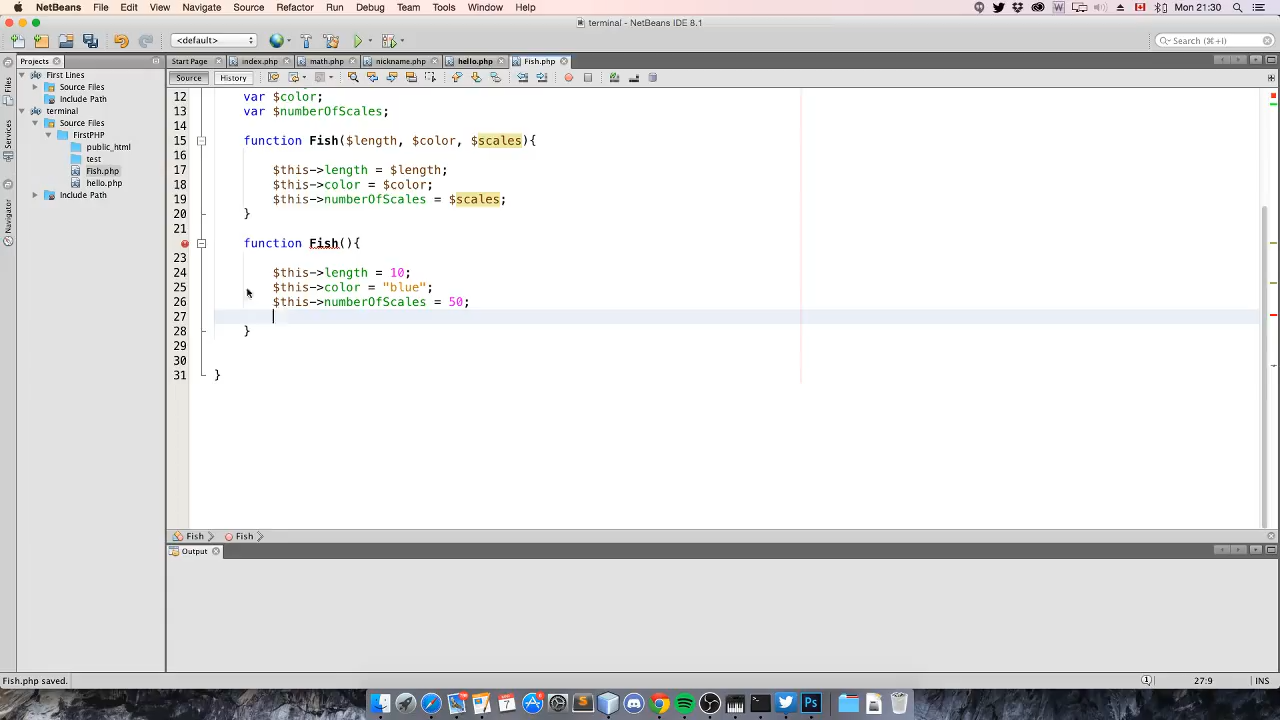 NetBeans File Edit View Navigate Source Refactor Run Debug Team Tools Window Help Mon 21:30
terminal - NetBeans IDE 8.1
<default> Search (⌘+I)
Projects Start Page index.php math.php nickname.php hello.php Fish.php
Source History
First Lines
Source Files
Include Path
terminal
Source Files
FirstPHP
public_html
test
Fish.php
hello.php
Include Path
Files
Services
Navigator
12 var $color;
13 var $numberOfScales;
14
15 function Fish($length, $color, $scales){
16
17 $this->length = $length;
18 $this->color = $color;
19 $this->numberOfScales = $scales;
20 }
21
function Fish(){
23
24 $this->length = 10;
25 $this->color = "blue";
26 $this->numberOfScales = 50;
27
28 }
29
30
31 }
Fish Fish
Output
Fish.php saved. 1 27:9 INS